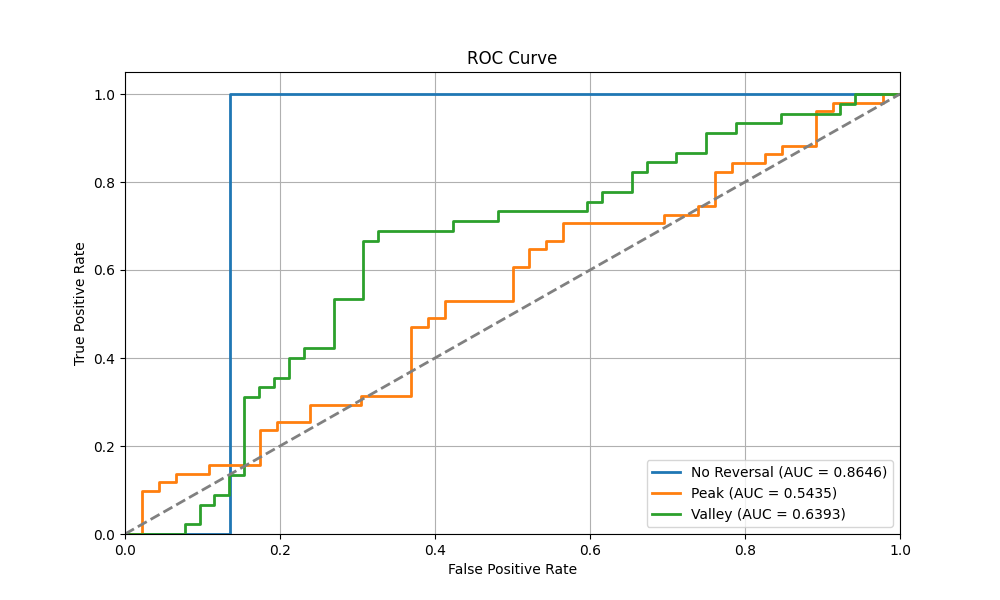 ROC Curve
True Positive Rate
1.0
0.8
0.6
0.4
0.2
0.0
No Reversal (AUC = 0.8646)
Peak (AUC = 0.5435)
Valley (AUC = 0.6393)
0.0 0.2 0.4 0.6 0.8 1.0
False Positive Rate